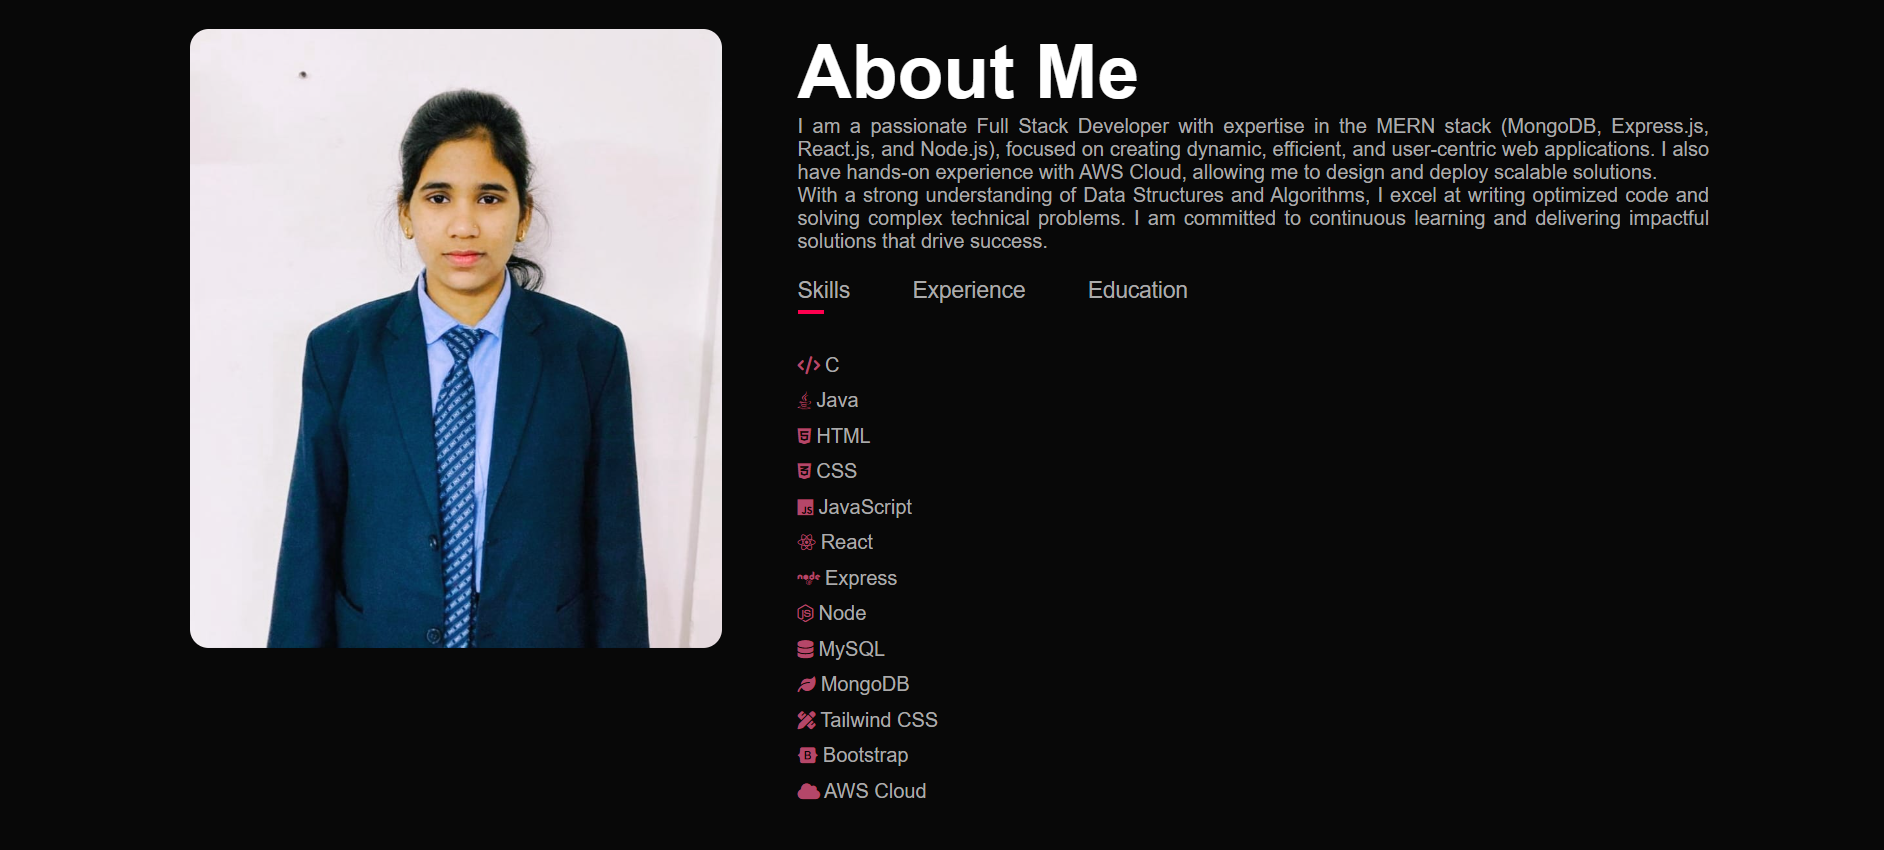 About Me
I am a passionate Full Stack Developer with expertise in the MERN stack (MongoDB, Express.js,
React.js, and Node.js), focused on creating dynamic, efficient, and user-centric web applications. I also
have hands-on experience with AWS Cloud, allowing me to design and deploy scalable solutions.
With a strong understanding of Data Structures and Algorithms, I excel at writing optimized code and
solving complex technical problems. I am committed to continuous learning and delivering impactful
solutions that drive success.
Skills Experience Education
C
Java
HTML
CSS
JavaScript
React
Express
Node
MySQL
MongoDB
Tailwind CSS
Bootstrap
AWS Cloud